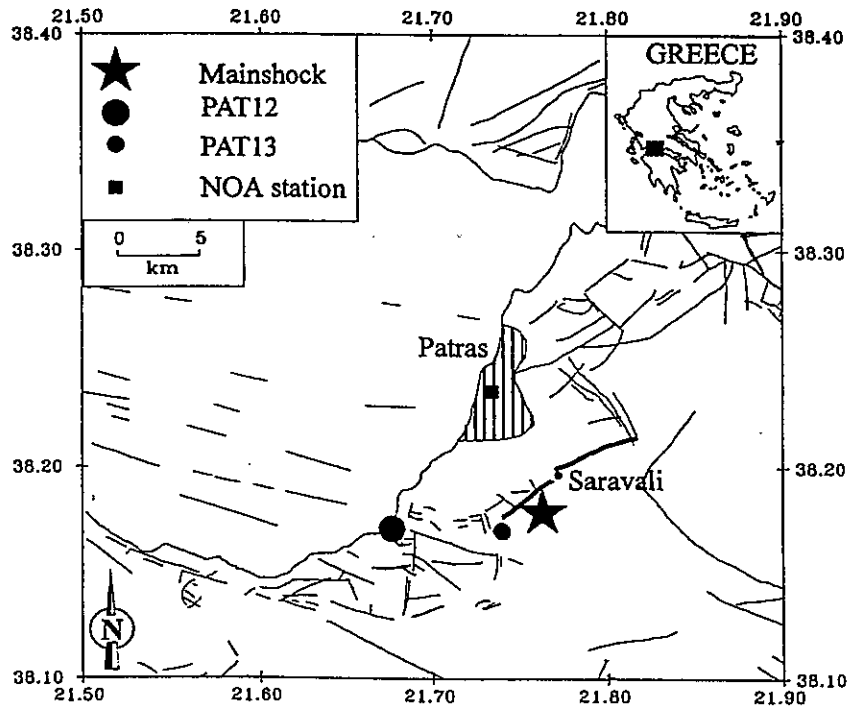 21.50 21.60 21.70 21.80 21.90
38.40 38.40
GREECE
Mainshock
PAT12
PAT13
NOA station
0 5
km
38.30 38.30
Patras
38.20 38.20
Saravali
N
38.10 38.10
21.50 21.60 21.70 21.80 21.90